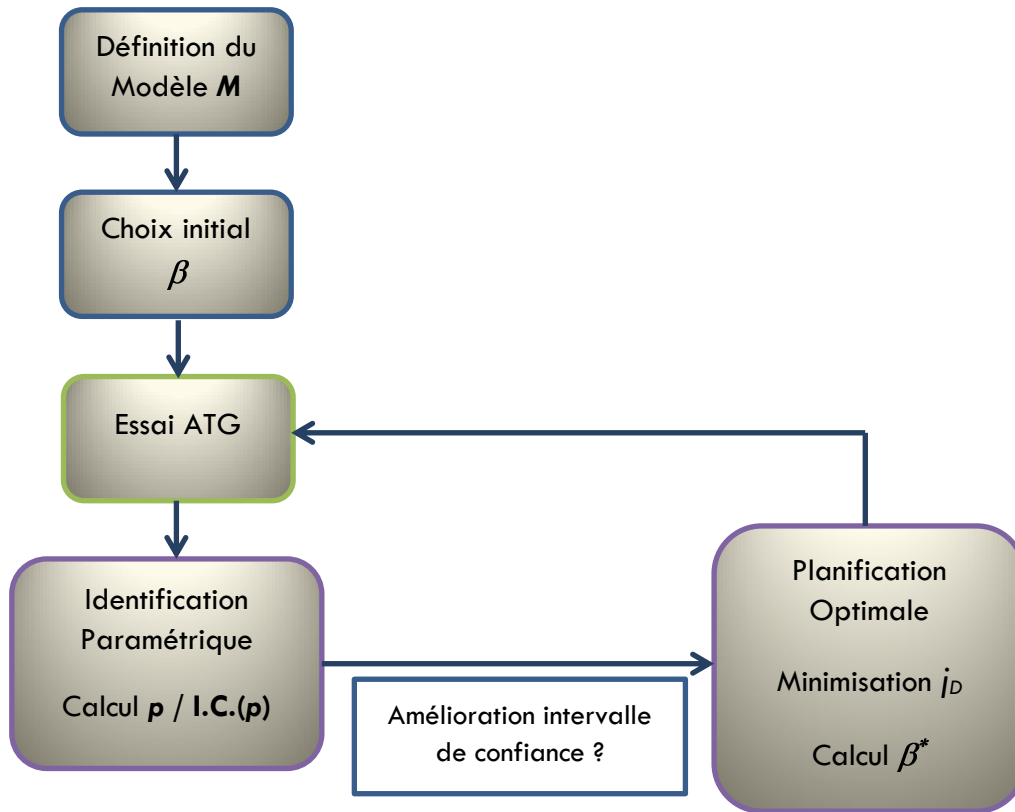 Définition du
Modèle M
Choix initial
β
Essai ATG
Identification
Paramétrique
Calcul p / I.C.(p)
Amélioration intervalle
de confiance ?
Planification
Optimale
Minimisation jD
Calcul β*